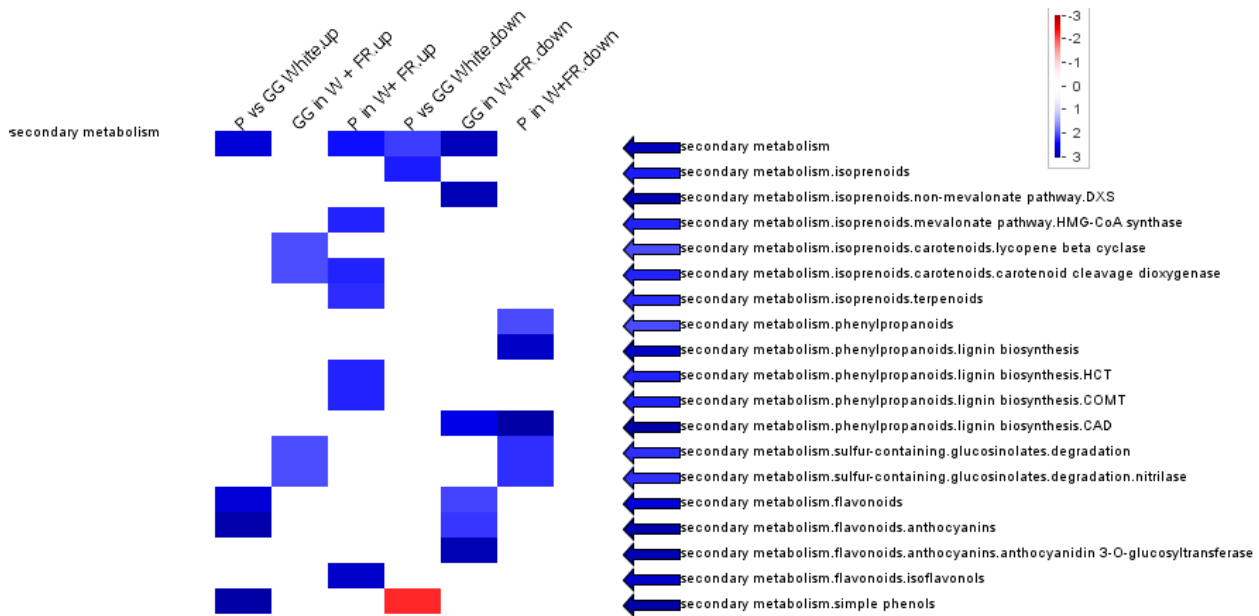 P vs GG White.up
GG in W + FR.up
P in W+ FR.up
P vs GG White.down
GG in W+FR.down
P in W+FR.down
-3
-2
-1
0
1
2
3
secondary metabolism
secondary metabolism
secondary metabolism.isoprenoids
secondary metabolism.isoprenoids.non-mevalonate pathway.DXS
secondary metabolism.isoprenoids.mevalonate pathway.HMG-CoA synthase
secondary metabolism.isoprenoids.carotenoids.lycopene beta cyclase
secondary metabolism.isoprenoids.carotenoids.carotenoid cleavage dioxygenase
secondary metabolism.isoprenoids.terpenoids
secondary metabolism.phenylpropanoids
secondary metabolism.phenylpropanoids.lignin biosynthesis
secondary metabolism.phenylpropanoids.lignin biosynthesis.HCT
secondary metabolism.phenylpropanoids.lignin biosynthesis.COMT
secondary metabolism.phenylpropanoids.lignin biosynthesis.CAD
secondary metabolism.sulfur-containing.glucosinolates.degradation
secondary metabolism.sulfur-containing.glucosinolates.degradation.nitrilase
secondary metabolism.flavonoids
secondary metabolism.flavonoids.anthocyanins
secondary metabolism.flavonoids.anthocyanins.anthocyanidin 3-O-glucosyltransferase
secondary metabolism.flavonoids.isoflavonols
secondary metabolism.simple phenols